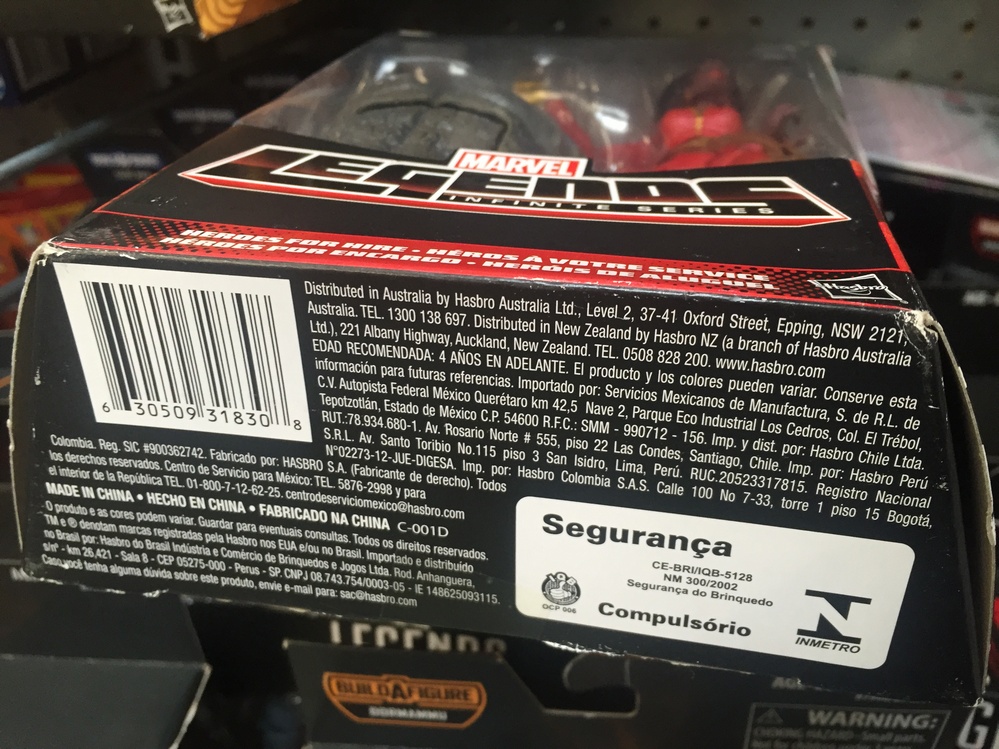 MARVEL
LEGENDS
INFINITE SERIES
HEROES FOR HIRE - HÉROS À VOTRE SERVICE
HÉROES POR ENCARGO - HERÓIS DE ALUGUEL
Hasbro
6 30509 31830 8
Distributed in Australia by Hasbro Australia Ltd., Level 2, 37-41 Oxford Street, Epping, NSW 2121,
Australia. TEL. 1300 138 697. Distributed in New Zealand by Hasbro NZ (a branch of Hasbro Australia
Ltd.), 221 Albany Highway, Auckland, New Zealand. TEL. 0508 828 200. www.hasbro.com
EDAD RECOMENDADA: 4 AÑOS EN ADELANTE. El producto y los colores pueden variar. Conserve esta
información para futuras referencias. Importado por: Servicios Mexicanos de Manufactura, S. de R.L. de
C.V. Autopista Federal México Querétaro km 42,5 Nave 2, Parque Eco Industrial Los Cedros, Col. El Trébol,
Tepotzotlán, Estado de México C.P. 54600 R.F.C.: SMM - 990712 - 156. Imp. y dist. por: Hasbro Chile Ltda.
RUT.:78.934.680-1. Av. Rosario Norte # 555, piso 22 Las Condes, Santiago, Chile. Imp. por: Hasbro Perú
S.R.L. Av. Santo Toribio No.115 piso 3 San Isidro, Lima, Perú. RUC.20523317815. Registro Nacional
N°02273-12-JUE-DIGESA. Imp. por: Hasbro Colombia S.A.S. Calle 100 No 7-33, torre 1 piso 15 Bogotá,
Colombia. Reg. SIC #900362742. Fabricado por: HASBRO S.A. (Fabricante de derecho). Todos
los derechos reservados. Centro de Servicio para México: TEL. 5876-2998 y para
el interior de la República TEL. 01-800-7-12-62-25. centrodeserviciomexico@hasbro.com
MADE IN CHINA • HECHO EN CHINA • FABRICADO NA CHINA C-001D
O produto e as cores podem variar. Guardar para eventuais consultas. Todos os direitos reservados.
TM e ® denotam marcas registradas pela Hasbro nos EUA e/ou no Brasil. Importado e distribuído
no Brasil por: Hasbro do Brasil Indústria e Comércio de Brinquedos e Jogos Ltda. Rod. Anhanguera,
s/nº - km 26,421 - Sala 8 - CEP 05275-000 - Perus - SP. CNPJ 08.743.754/0003-05 - IE 148625093115.
Caso você tenha alguma dúvida sobre este produto, envie e-mail para: sac@hasbro.com
Segurança
CE-BRI/IQB-5128
NM 300/2002
Segurança do Brinquedo
OCP 006
Compulsório
INMETRO
LEGENDS
BUILD A FIGURE
DORMAMMU
WARNING:
CHOKING HAZARD-Small parts.